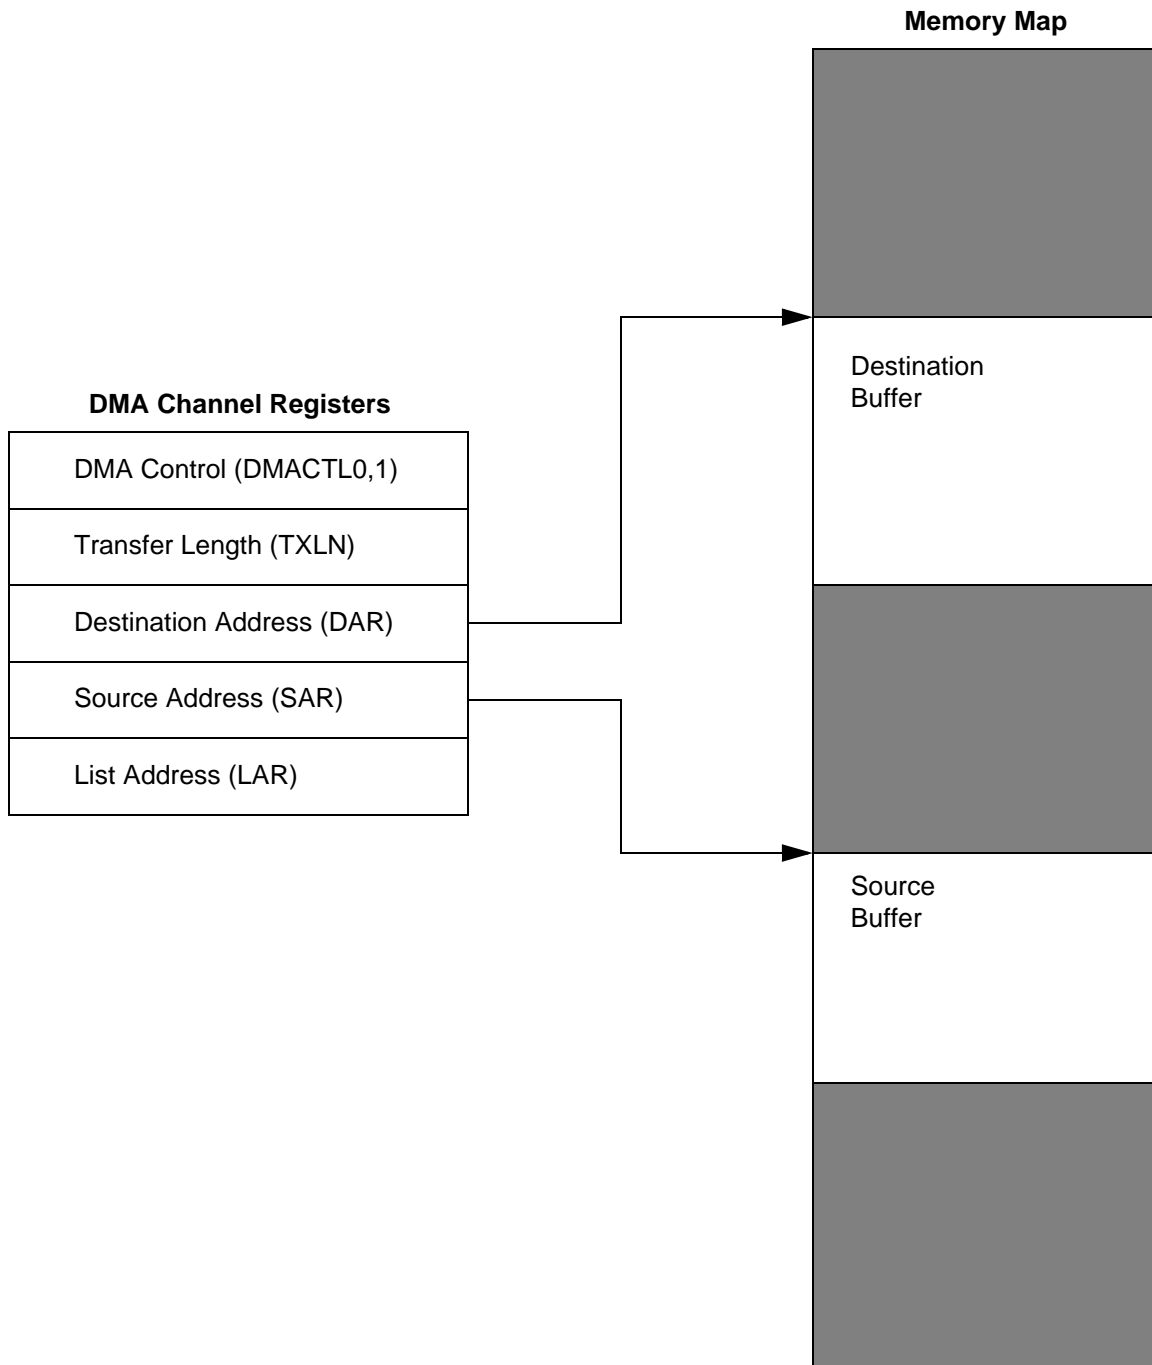 Memory Map
Destination
Buffer
DMA Channel Registers
DMA Control (DMACTL0,1)
Transfer Length (TXLN)
Destination Address (DAR)
Source Address (SAR)
List Address (LAR)
Source
Buffer